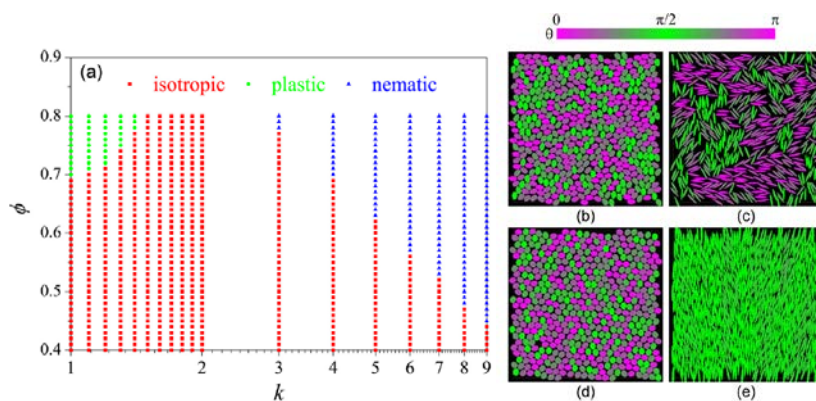 (a)
isotropic plastic nematic
0.9
0.8
0.7
0.6
0.5
0.4
ϕ
1 2 3 4 5 6 7 8 9
k
0 π/2 π
θ
(b) (c)
(d) (e)